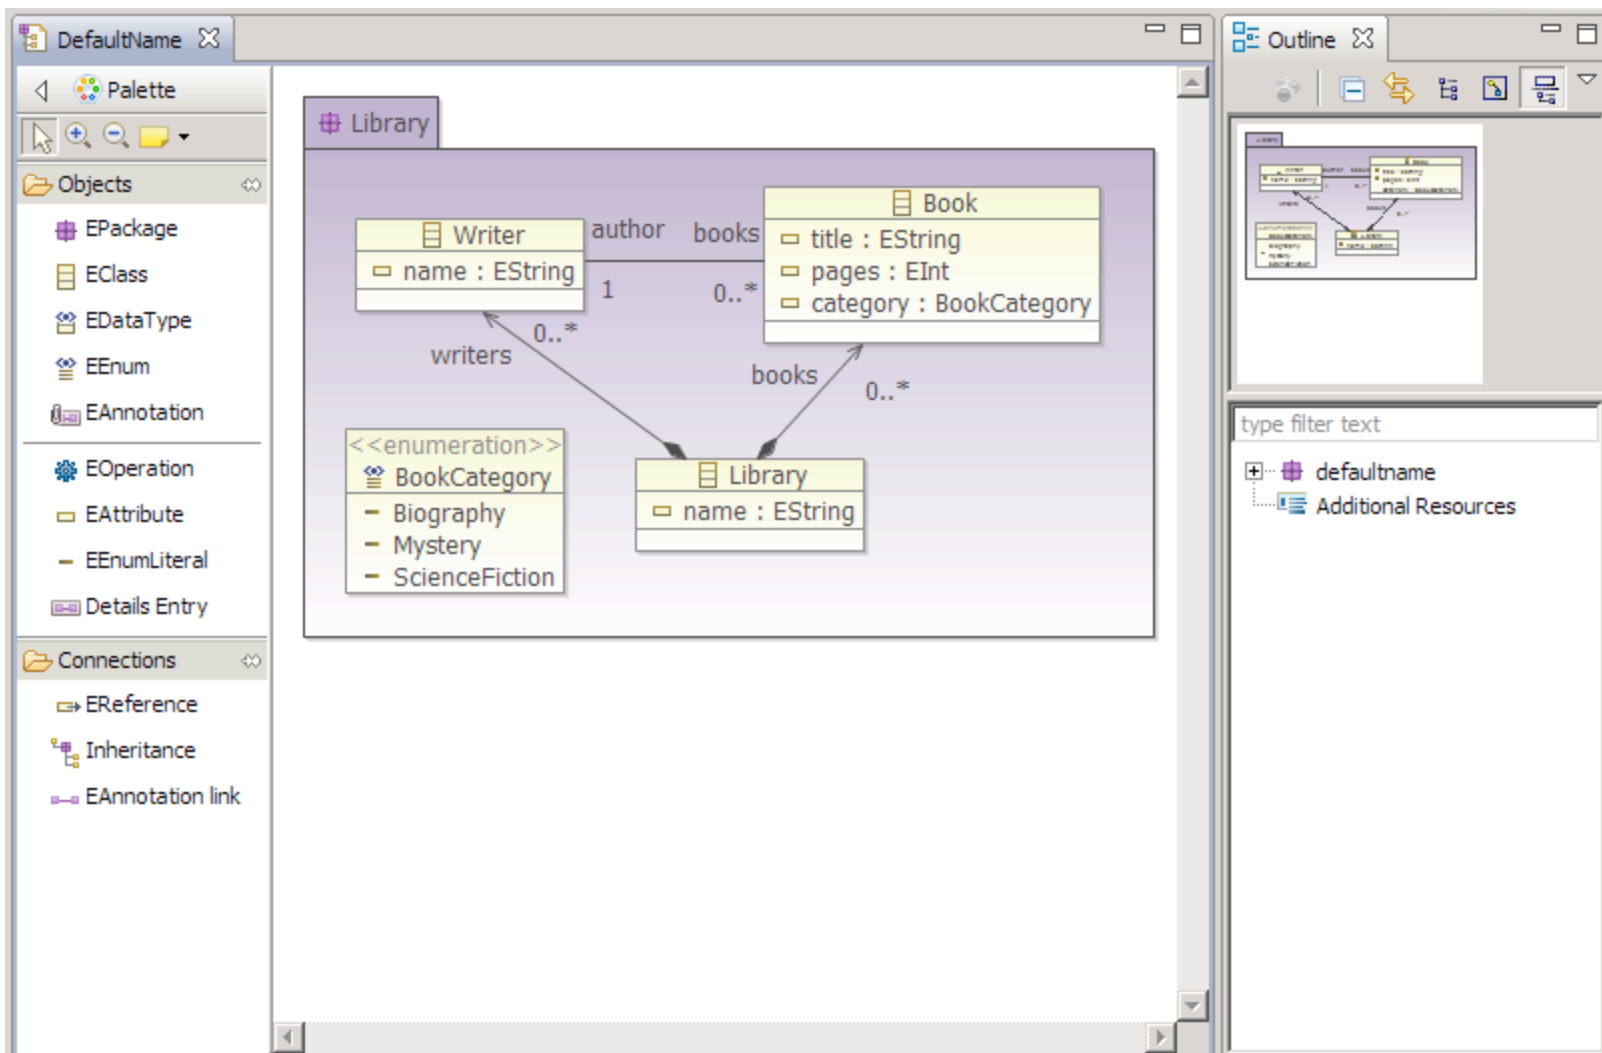 DefaultName
Palette
Objects
EPackage
EClass
EDataType
EEnum
EAnnotation
EOperation
EAttribute
EEnumLiteral
Details Entry
Connections
EReference
Inheritance
EAnnotation link
Library
Writer
name : EString
author
books
1
0..*
Book
title : EString
pages : EInt
category : BookCategory
0..*
writers
books
0..*
<<enumeration>>
BookCategory
Biography
Mystery
ScienceFiction
Library
name : EString
Outline
type filter text
defaultname
Additional Resources